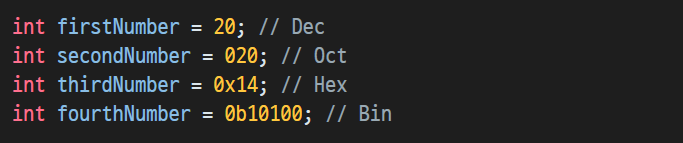 int firstNumber = 20; // Dec
int secondNumber = 020; // Oct
int thirdNumber = 0x14; // Hex
int fourthNumber = 0b10100; // Bin